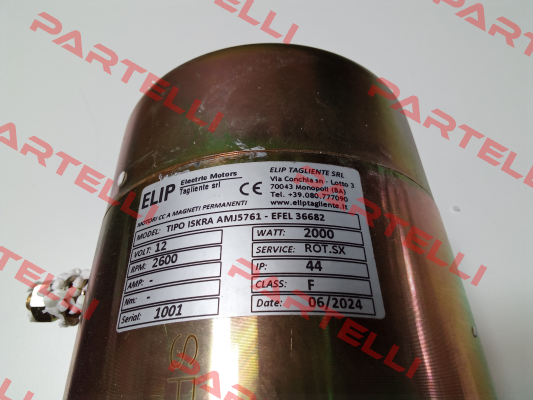 PARTELLI
ELIP Electric Motors
Tagliente srl
CE
ELIP TAGLIENTE SRL
Via Conchia sn - Lotto 3
70043 Monopoli (BA)
Tel. +39.080.777090
www.eliptagliente.it
MOTORI CC A MAGNETI PERMANENTI
MODEL: TIPO ISKRA AMJ5761 - EFEL 36682
VOLT: 12 WATT: 2000
RPM: 2600 SERVICE: ROT.SX
AMP: - IP: 44
Nm: - CLASS: F
Serial: 1001 Date: 06/2024
PARTELLI
PARTELLI
PARTELLI
PARTELLI